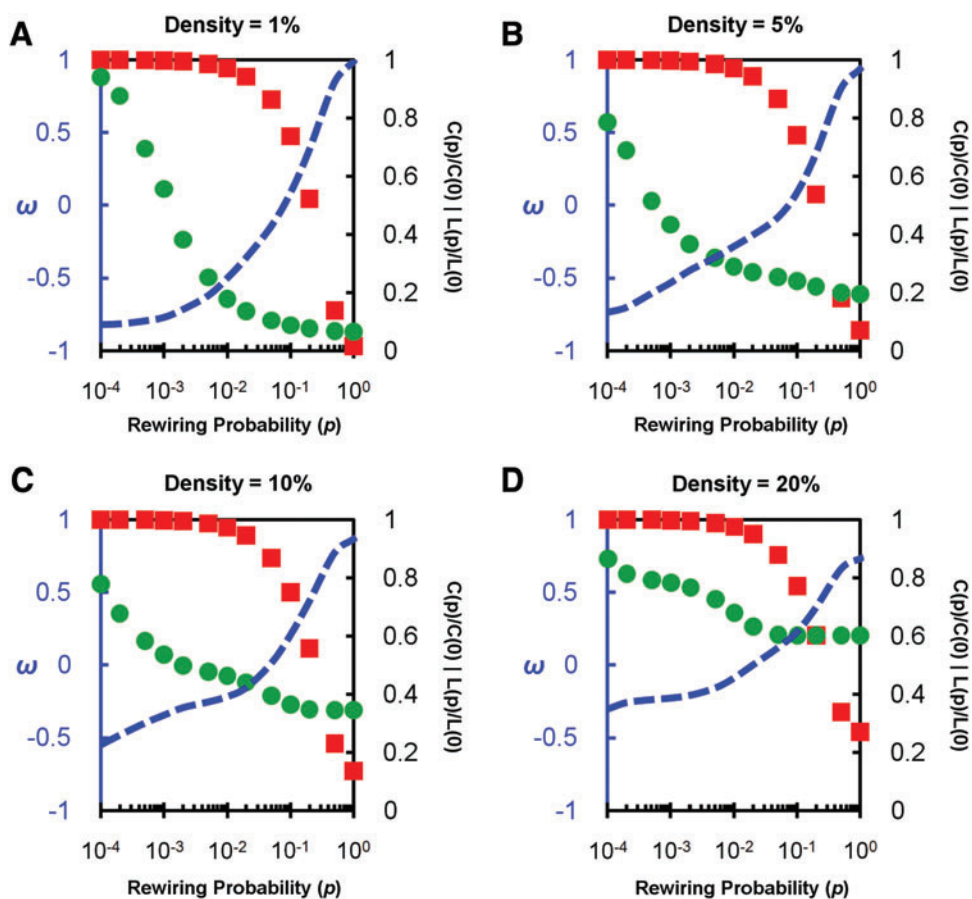 A
Density = 1%
1
0.5
0
-0.5
-1
ω
1
0.8
0.6
0.4
0.2
0
C(p)/C(0) | L(p)/L(0)
10⁻⁴ 10⁻³ 10⁻² 10⁻¹ 10⁰
Rewiring Probability (p)
B
Density = 5%
1
0.5
0
-0.5
-1
ω
1
0.8
0.6
0.4
0.2
0
C(p)/C(0) | L(p)/L(0)
10⁻⁴ 10⁻³ 10⁻² 10⁻¹ 10⁰
Rewiring Probability (p)
C
Density = 10%
1
0.5
0
-0.5
-1
ω
1
0.8
0.6
0.4
0.2
0
C(p)/C(0) | L(p)/L(0)
10⁻⁴ 10⁻³ 10⁻² 10⁻¹ 10⁰
Rewiring Probability (p)
D
Density = 20%
1
0.5
0
-0.5
-1
ω
1
0.8
0.6
0.4
0.2
0
C(p)/C(0) | L(p)/L(0)
10⁻⁴ 10⁻³ 10⁻² 10⁻¹ 10⁰
Rewiring Probability (p)